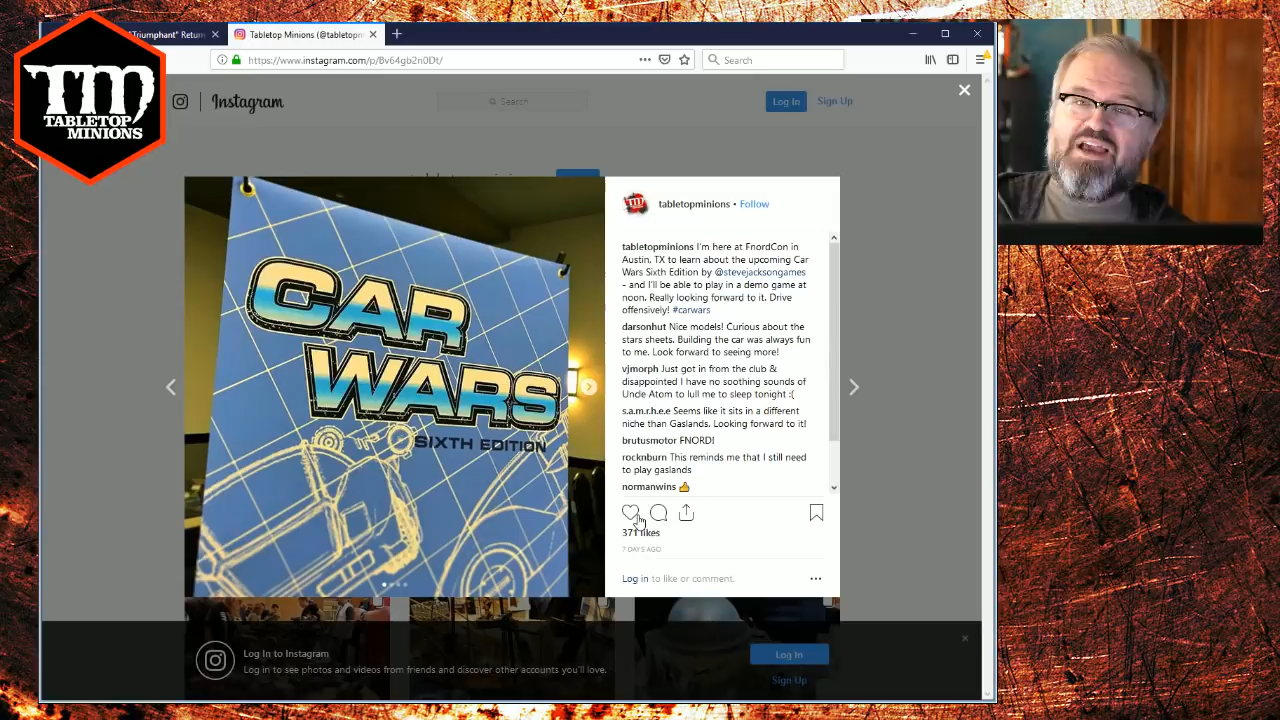 "Triumphant" Return
Tabletop Minions (@tabletopm
https://www.instagram.com/p/Bv64gb2n0Dt/
Search
TM
TABLETOP
MINIONS
Instagram
Search
Log In
Sign Up
CAR
WARS
SIXTH EDITION
tabletopminions • Follow
tabletopminions I'm here at FnordCon in
Austin, TX to learn about the upcoming Car
Wars Sixth Edition by @stevejacksongames
- and I'll be able to play in a demo game at
noon. Really looking forward to it. Drive
offensively! #carwars
darsonhut Nice models! Curious about the
stars sheets. Building the car was always fun
to me. Look forward to seeing more!
vjmorph Just got in from the club &
disappointed I have no soothing sounds of
Uncle Atom to lull me to sleep tonight :(
s.a.m.r.h.e.e Seems like it sits in a different
niche than Gaslands. Looking forward to it!
brutusmotor FNORD!
rocknburn This reminds me that I still need
to play gaslands
normanwins 👍
371 likes
7 DAYS AGO
Log in to like or comment.
Log In to Instagram
Log in to see photos and videos from friends and discover other accounts you'll love.
Log In
Sign Up